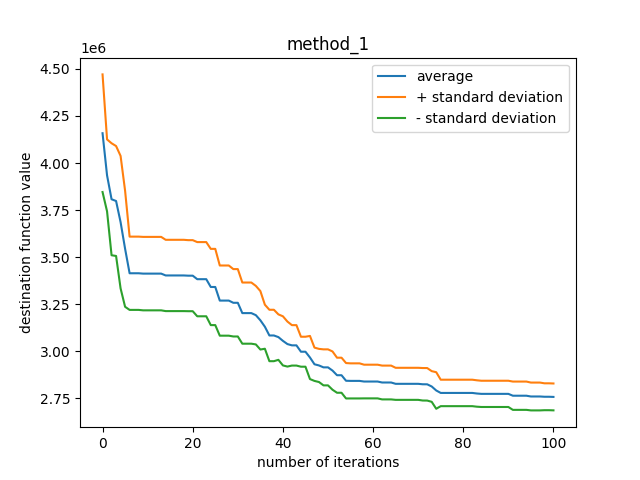 method_1
1e6
average
+ standard deviation
- standard deviation
4.50
4.25
4.00
3.75
3.50
3.25
3.00
2.75
destination function value
0 20 40 60 80 100
number of iterations